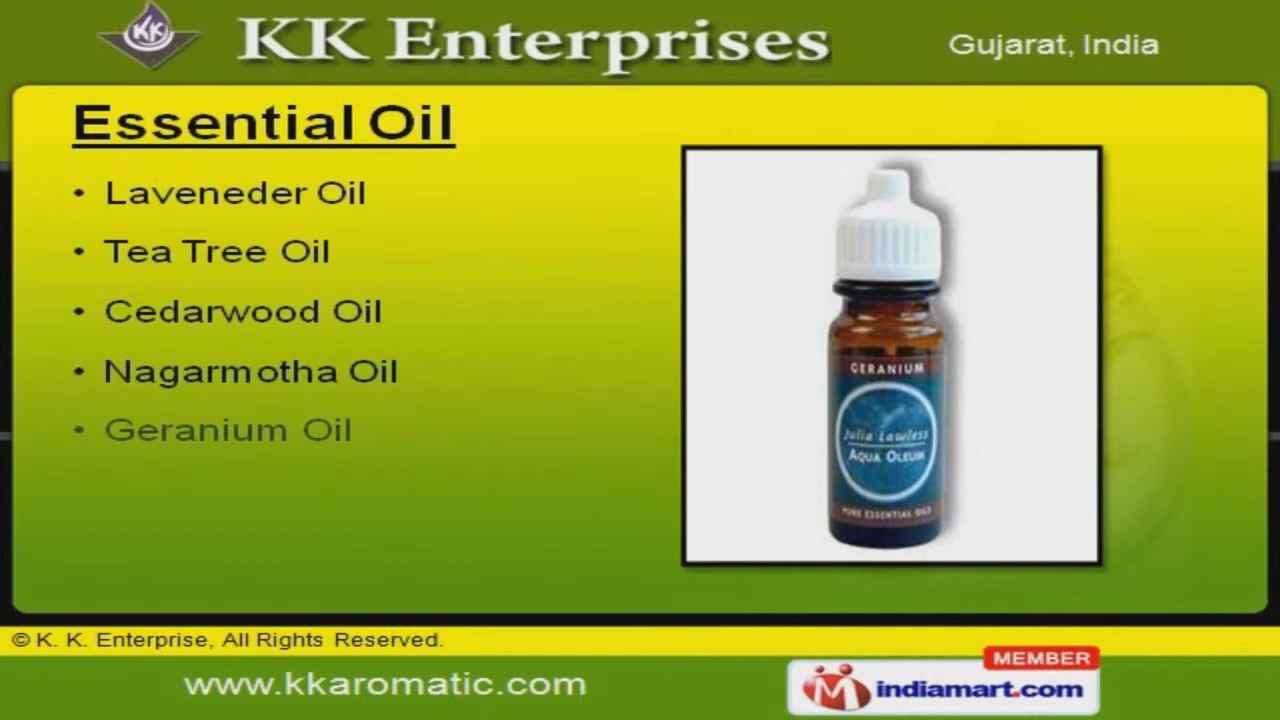 KK
KK Enterprises
Gujarat, India
Essential Oil
• Laveneder Oil
• Tea Tree Oil
• Cedarwood Oil
• Nagarmotha Oil
• Geranium Oil
GERANIUM
Julia Lawless
AQUA OLEUM
PURE ESSENTIAL OILS
© K. K. Enterprise, All Rights Reserved.
www.kkaromatic.com
MEMBER
indiamart.com